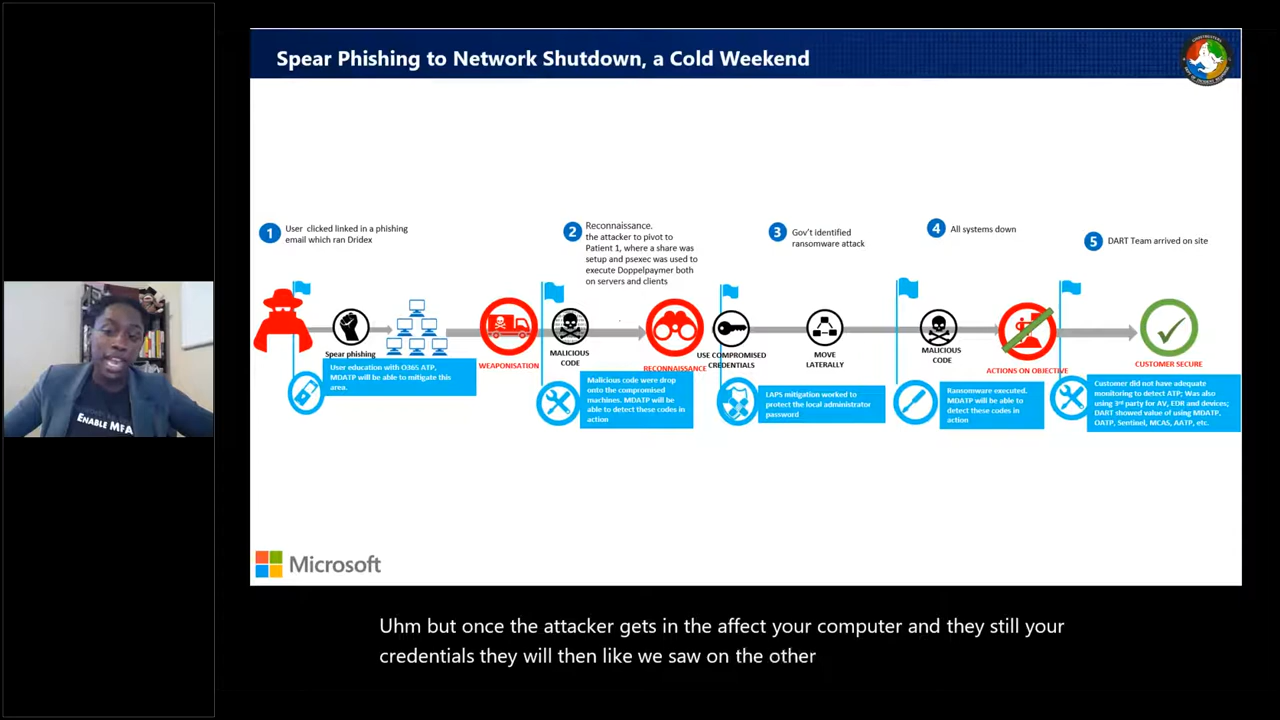 Spear Phishing to Network Shutdown, a Cold Weekend
1
User clicked linked in a phishing
email which ran Dridex
2
Reconnaissance.
the attacker to pivot to
Patient 1, where a share was
setup and psexec was used to
execute Doppelpaymer both
on servers and clients
3
Gov't identified
ransomware attack
4
All systems down
5
DART Team arrived on site
Spear phishing
WEAPONISATION
MALICIOUS
CODE
RECONNAISSANCE
USE COMPROMISED
CREDENTIALS
MOVE
LATERALLY
MALICIOUS
CODE
ACTIONS ON OBJECTIVE
CUSTOMER SECURE
User education with O365 ATP,
MDATP will be able to mitigate this
area.
Malicious code were drop
onto the compromised
machines. MDATP will be
able to detect these codes in
action
LAPS mitigation worked to
protect the local administrator
password
Ransomware executed.
MDATP will be able to
detect these codes in
action
Customer did not have adequate
monitoring to detect ATP; Was also
using 3rd party for AV, EDR and devices;
DART showed value of using MDATP,
OATP, Sentinel, MCAS, AATP, etc.
ENABLE MFA
Microsoft
Uhm but once the attacker gets in the affect your computer and they still your
credentials they will then like we saw on the other